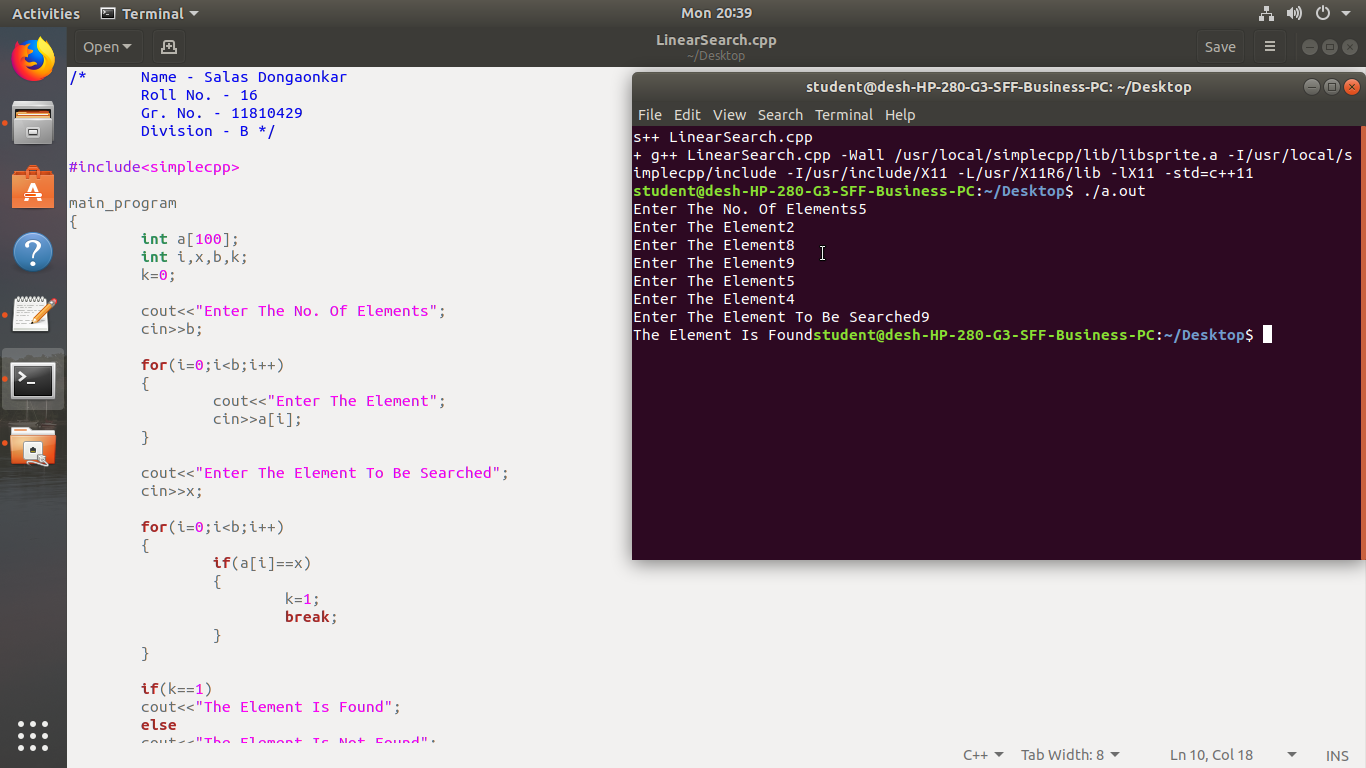 Activities
Terminal
Mon 20:39
Open
LinearSearch.cpp
~/Desktop
Save
/*      Name - Salas Dongaonkar
        Roll No. - 16
        Gr. No. - 11810429
        Division - B */
#include<simplecpp>
main_program
{
        int a[100];
        int i,x,b,k;
        k=0;
        cout<<"Enter The No. Of Elements";
        cin>>b;
        for(i=0;i<b;i++)
        {
                cout<<"Enter The Element";
                cin>>a[i];
        }
        cout<<"Enter The Element To Be Searched";
        cin>>x;
        for(i=0;i<b;i++)
        {
                if(a[i]==x)
                {
                        k=1;
                        break;
                }
        }
        if(k==1)
        cout<<"The Element Is Found";
        else
        cout<<"The Element Is Not Found";
student@desh-HP-280-G3-SFF-Business-PC: ~/Desktop
File Edit View Search Terminal Help
s++ LinearSearch.cpp
+ g++ LinearSearch.cpp -Wall /usr/local/simplecpp/lib/libsprite.a -I/usr/local/s
implecpp/include -I/usr/include/X11 -L/usr/X11R6/lib -lX11 -std=c++11
student@desh-HP-280-G3-SFF-Business-PC:~/Desktop$ ./a.out
Enter The No. Of Elements5
Enter The Element2
Enter The Element8
Enter The Element9
Enter The Element5
Enter The Element4
Enter The Element To Be Searched9
The Element Is Foundstudent@desh-HP-280-G3-SFF-Business-PC:~/Desktop$
C++ Tab Width: 8 Ln 10, Col 18 INS